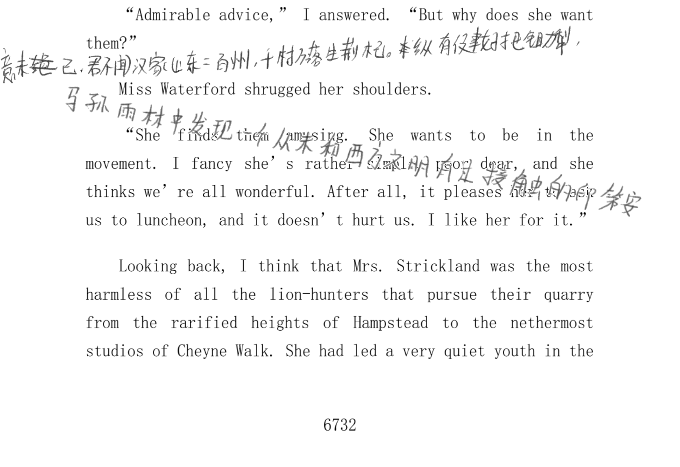 “Admirable advice,” I answered. “But why does she want
them?”
意未 已.君不闻汉家山东二百州,千村万落生荆杞。 纵有 把锄犁,
Miss Waterford shrugged her shoulders.
马孙雨林中发现一个从未和西方文明有过接触的印第安
“She finds them amusing. She wants to be in the
movement. I fancy she’s rather simple, poor dear, and she
thinks we’re all wonderful. After all, it pleases her to ask
us to luncheon, and it doesn’t hurt us. I like her for it.”
Looking back, I think that Mrs. Strickland was the most
harmless of all the lion-hunters that pursue their quarry
from the rarified heights of Hampstead to the nethermost
studios of Cheyne Walk. She had led a very quiet youth in the
6732